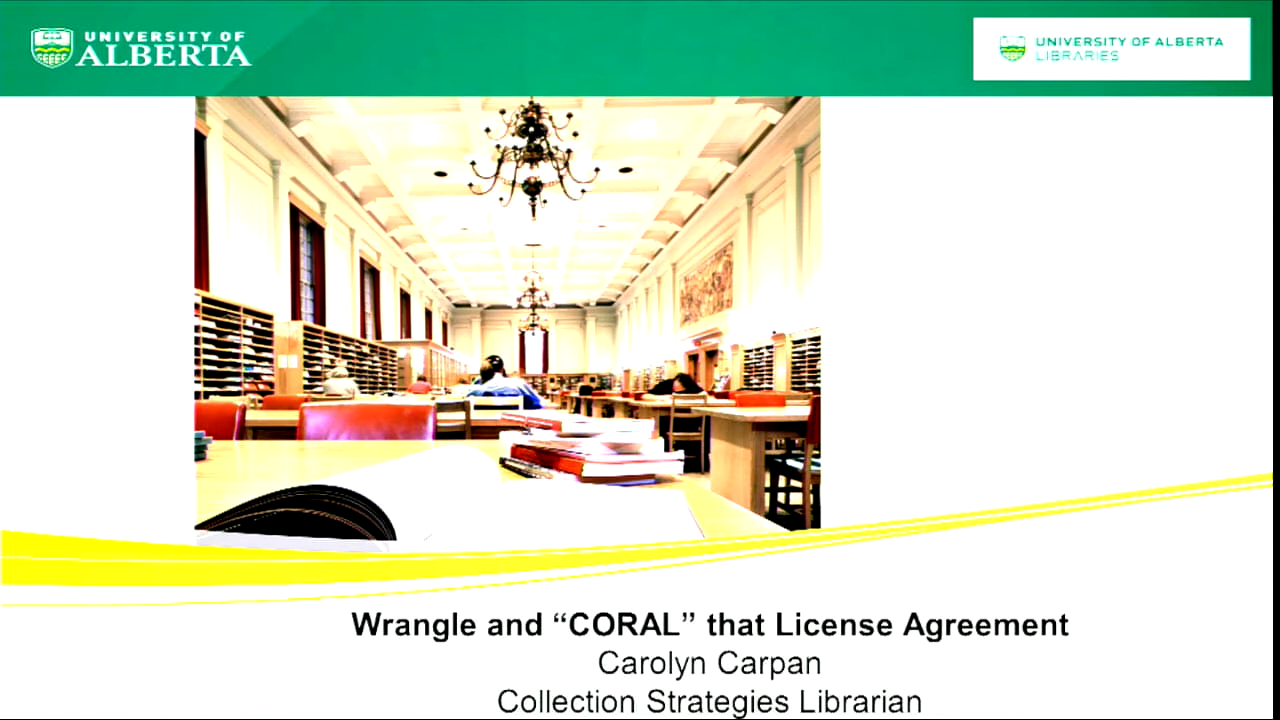 UNIVERSITY OF
ALBERTA
UNIVERSITY OF ALBERTA
LIBRARIES
Wrangle and “CORAL” that License Agreement
Carolyn Carpan
Collection Strategies Librarian